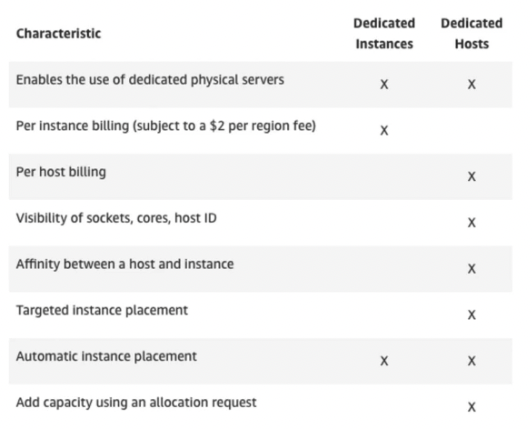 Characteristic Dedicated Instances Dedicated Hosts
Enables the use of dedicated physical servers X X
Per instance billing (subject to a $2 per region fee) X
Per host billing X
Visibility of sockets, cores, host ID X
Affinity between a host and instance X
Targeted instance placement X
Automatic instance placement X X
Add capacity using an allocation request X